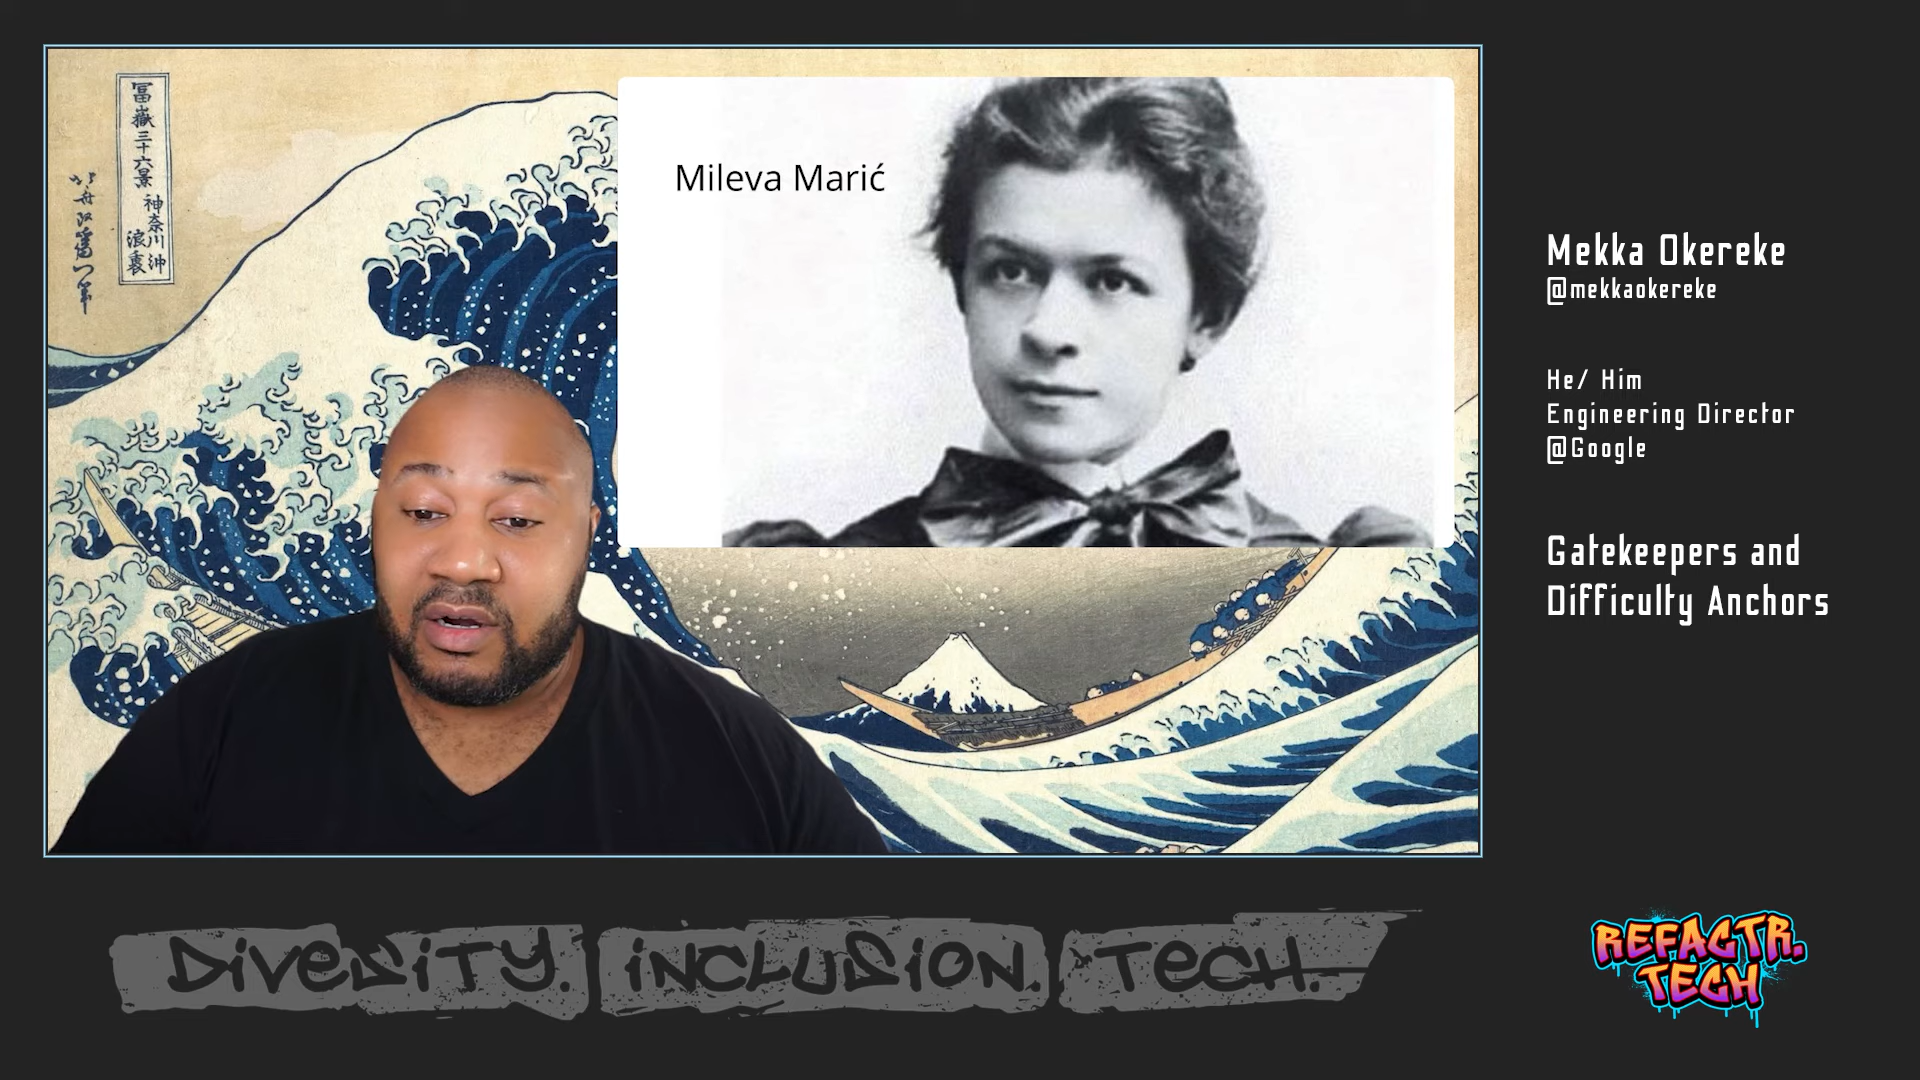 冨嶽三十六景
神奈川沖
浪裏
Mileva Marić
Mekka Okereke
@mekkaokereke
He/ Him
Engineering Director
@Google
Gatekeepers and
Difficulty Anchors
DIVERSITY. INCLUSION. TECH.
REFACTR.
TECH